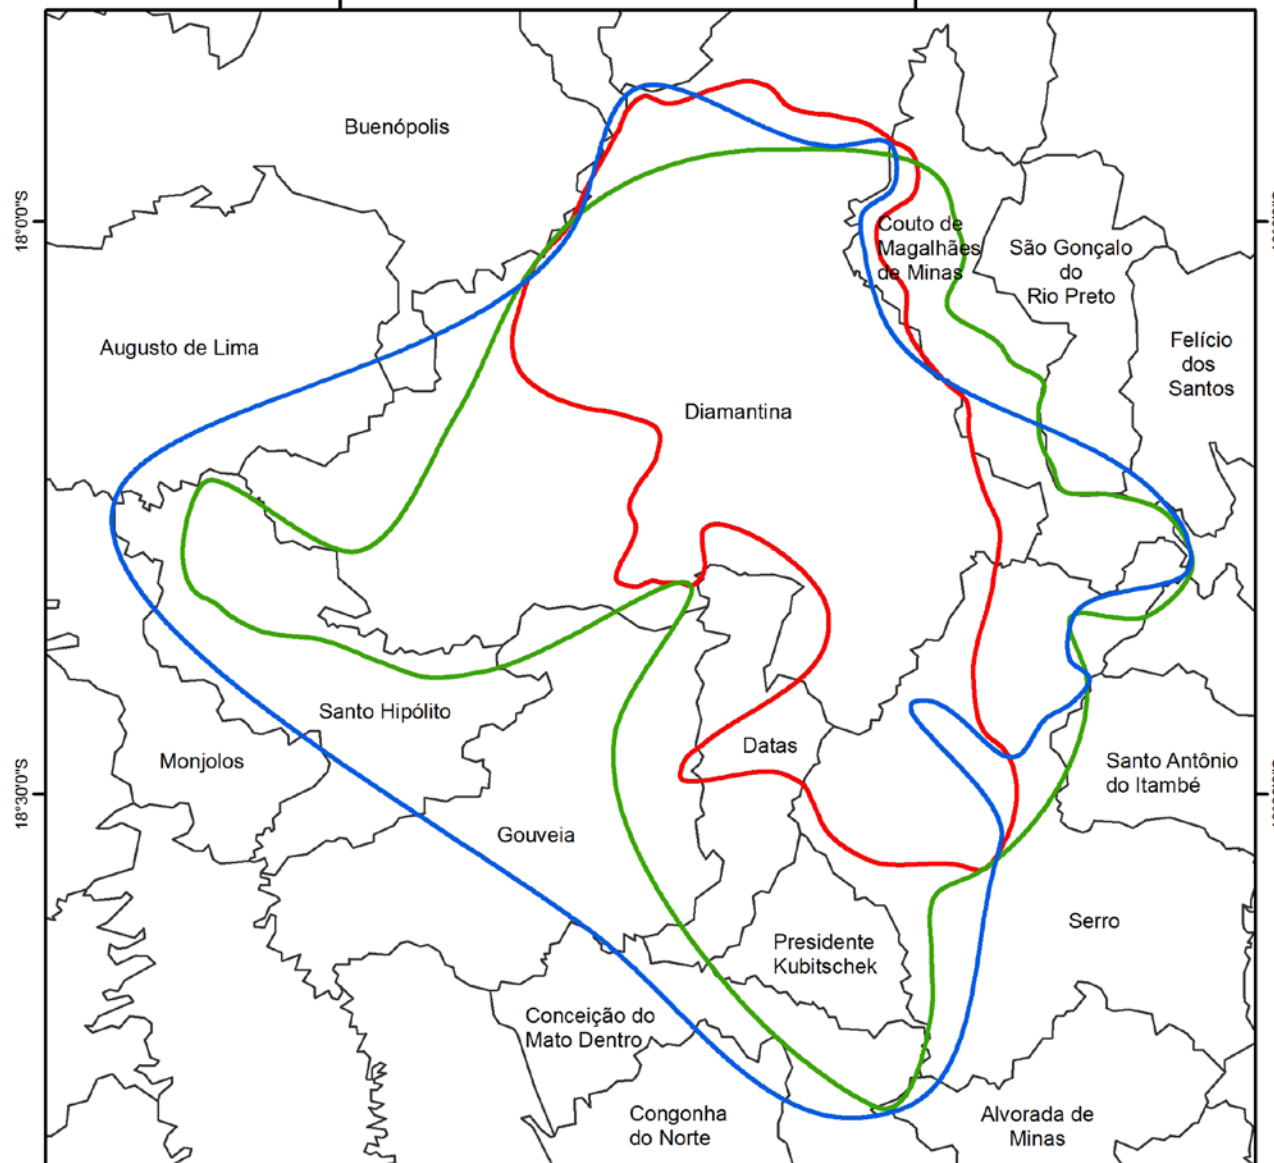 Buenópolis
18°0'0"S
Couto de
Magalhães
de Minas
São Gonçalo
do
Rio Preto
Augusto de Lima
Felício
dos
Santos
Diamantina
Santo Hipólito
Monjolos
Datas
Santo Antônio
do Itambé
18°30'0"S
Gouveia
Serro
Presidente
Kubitschek
Conceição do
Mato Dentro
Congonha
do Norte
Alvorada de
Minas